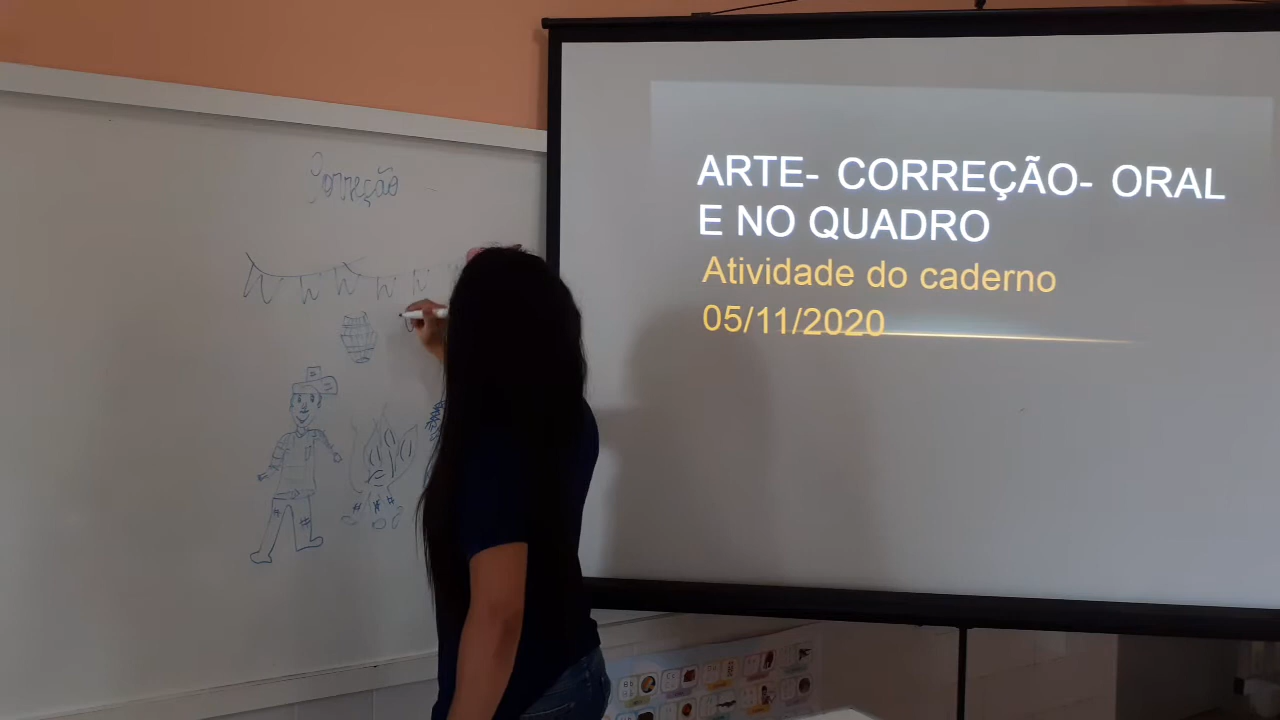 Correção
ARTE- CORREÇÃO- ORAL
E NO QUADRO
Atividade do caderno
05/11/2020